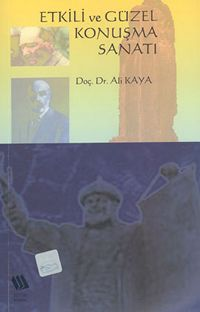 ETKİLİ ve GÜZEL
KONUŞMA
SANATI
Doç. Dr. Ali KAYA